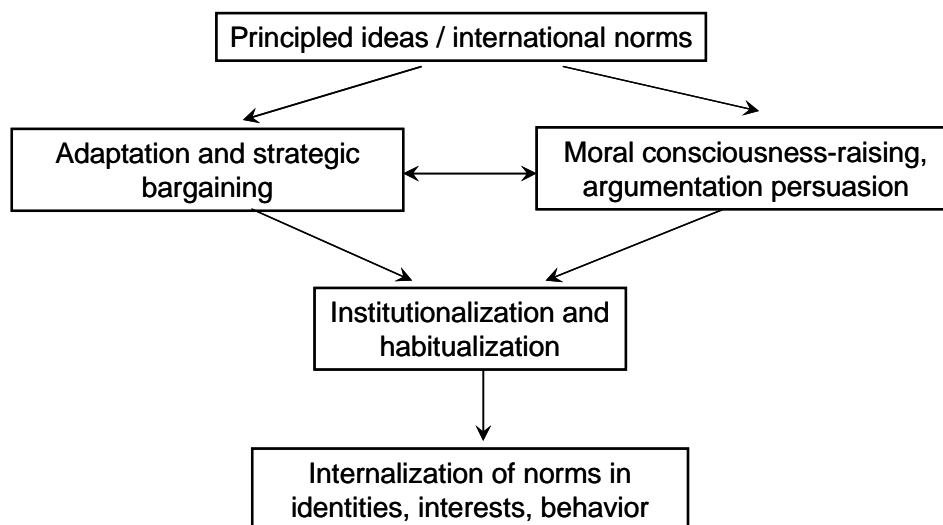 Principled ideas / international norms
Adaptation and strategic
bargaining
Moral consciousness-raising,
argumentation persuasion
Institutionalization and
habitualization
Internalization of norms in
identities, interests, behavior